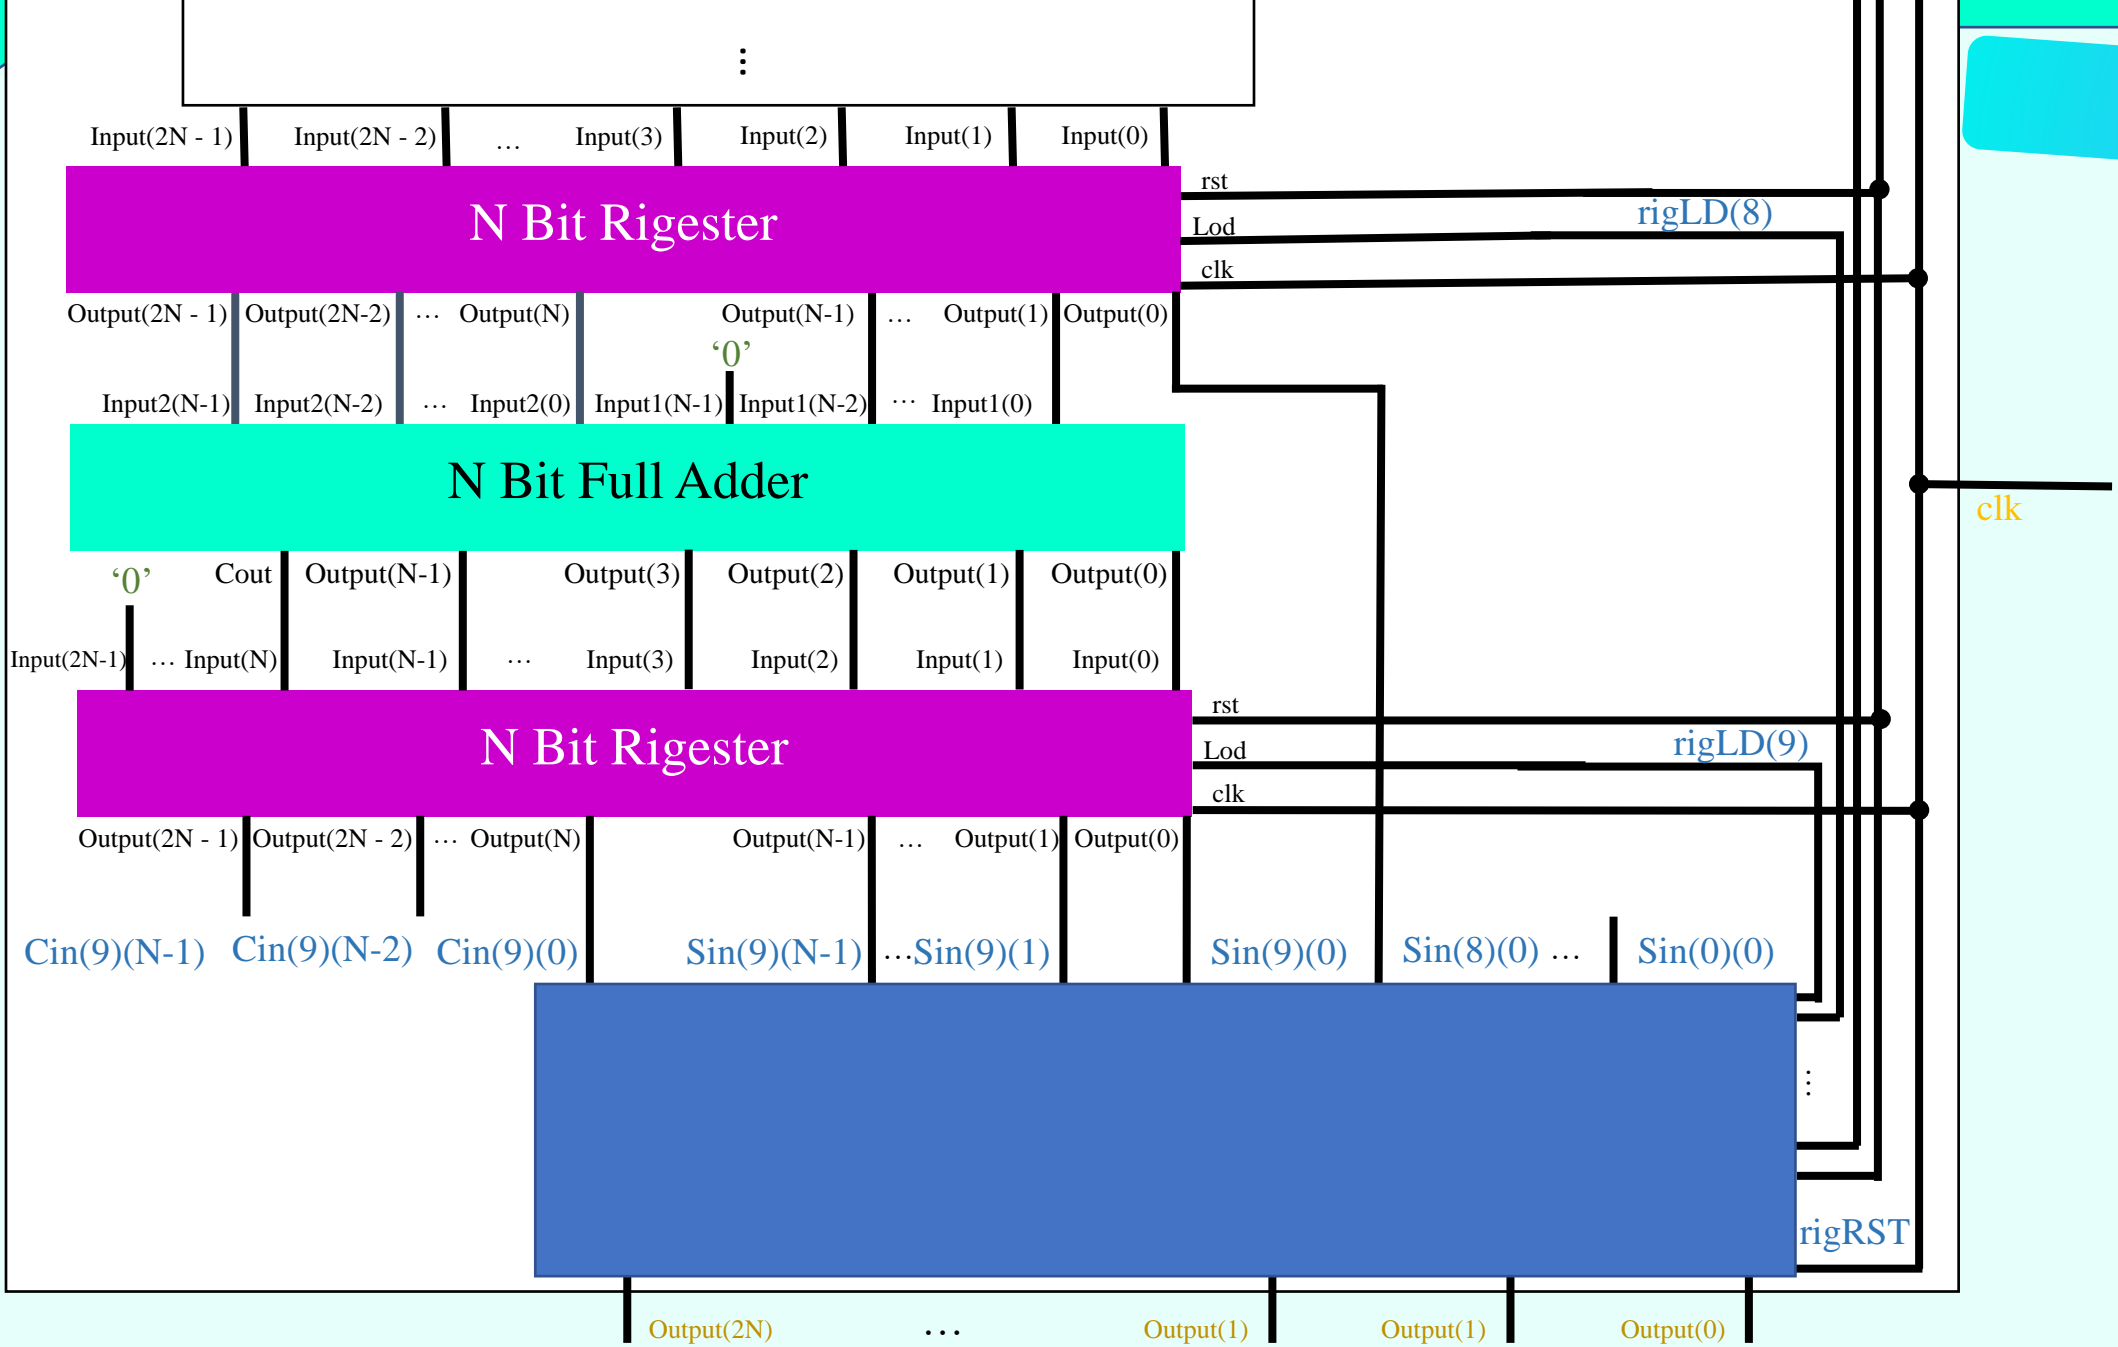 ⋮
Input(2N - 1) Input(2N - 2) … Input(3) Input(2) Input(1) Input(0)
N Bit Rigester
rst
Lod
clk
rigLD(8)
Output(2N - 1) Output(2N-2) … Output(N) Output(N-1) … Output(1) Output(0)
‘0’
Input2(N-1) Input2(N-2) … Input2(0) Input1(N-1) Input1(N-2) … Input1(0)
N Bit Full Adder
clk
‘0’ Cout Output(N-1) Output(3) Output(2) Output(1) Output(0)
Input(2N-1) … Input(N) Input(N-1) … Input(3) Input(2) Input(1) Input(0)
N Bit Rigester
rst
Lod
clk
rigLD(9)
Output(2N - 1) Output(2N - 2) … Output(N) Output(N-1) … Output(1) Output(0)
Cin(9)(N-1) Cin(9)(N-2) Cin(9)(0) Sin(9)(N-1) …Sin(9)(1) Sin(9)(0) Sin(8)(0) … Sin(0)(0)
⋮
rigRST
Output(2N) … Output(1) Output(1) Output(0)